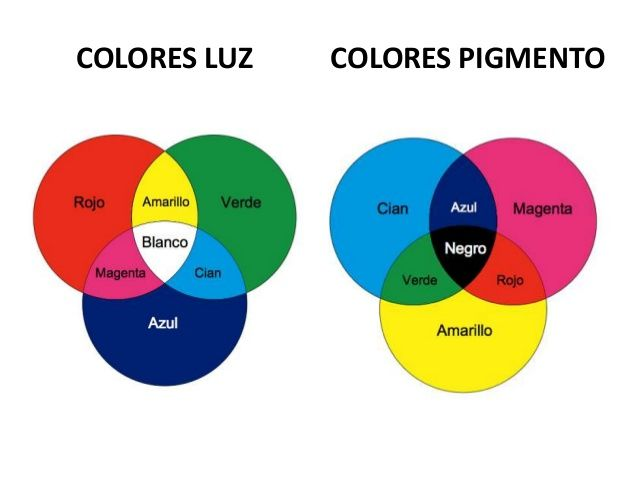 COLORES LUZ
COLORES PIGMENTO
Rojo
Amarillo
Verde
Blanco
Magenta
Cian
Azul
Cian
Azul
Magenta
Negro
Verde
Rojo
Amarillo